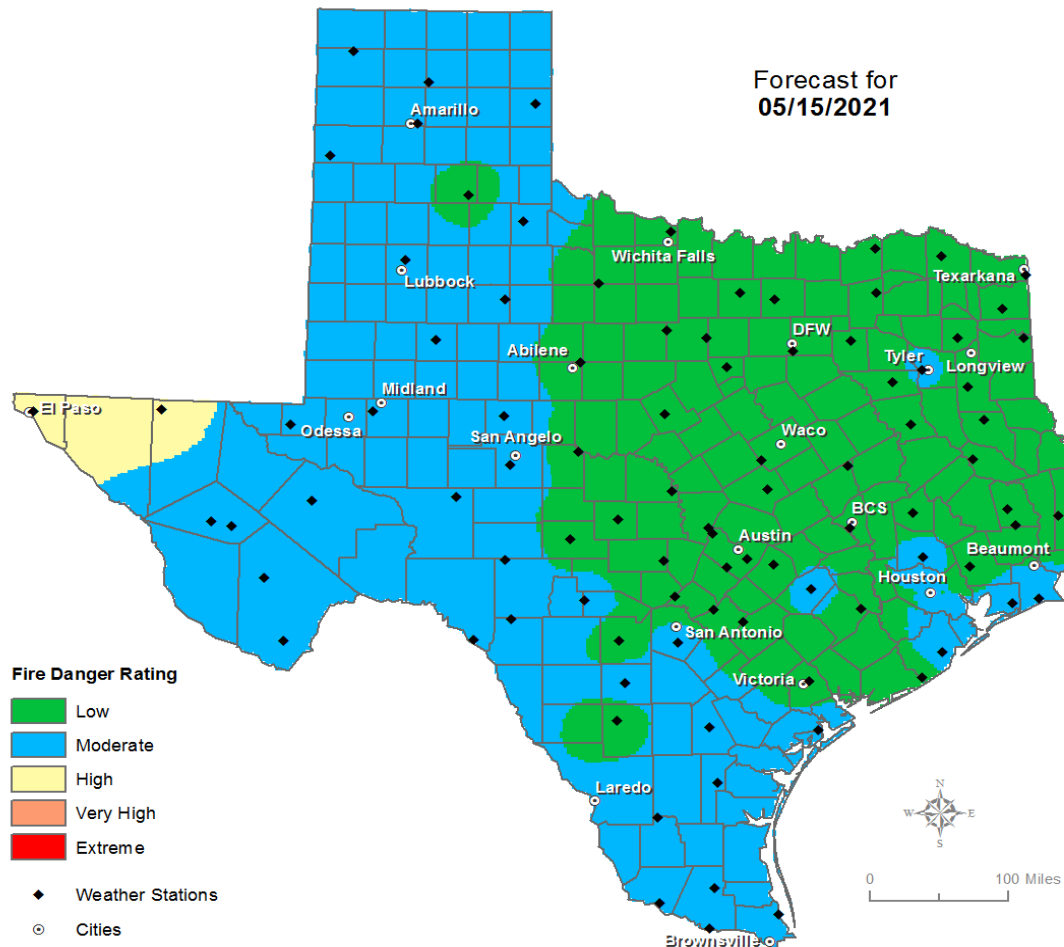 Forecast for
05/15/2021
Amarillo
Wichita Falls
Texarkana
Lubbock
DFW
Abilene
Tyler
Longview
Midland
El Paso
Odessa
San Angelo
Waco
BCS
Austin
Beaumont
Houston
San Antonio
Victoria
Laredo
Brownsville
Fire Danger Rating
Low
Moderate
High
Very High
Extreme
Weather Stations
Cities
N
W
E
S
0
100 Miles